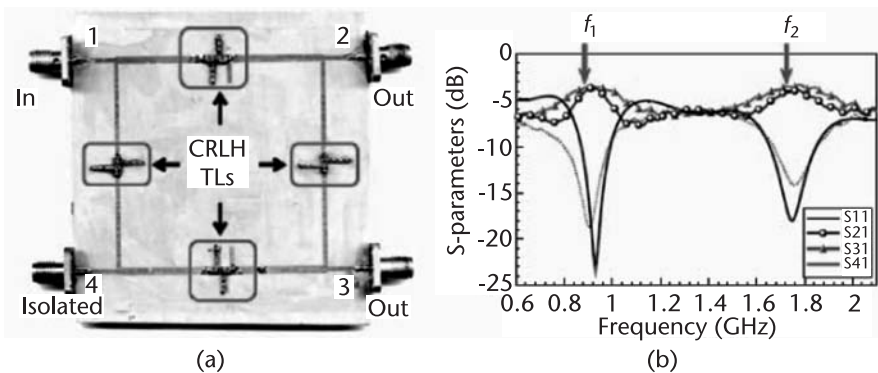 1
2
In
Out
CRLH
TLs
4
3
Isolated
Out
(a)
f1
f2
S-parameters (dB)
0
-5
-10
-15
-20
-25
0.6
0.8
1
1.2
1.4
1.6
1.8
2
Frequency (GHz)
S11
S21
S31
S41
(b)